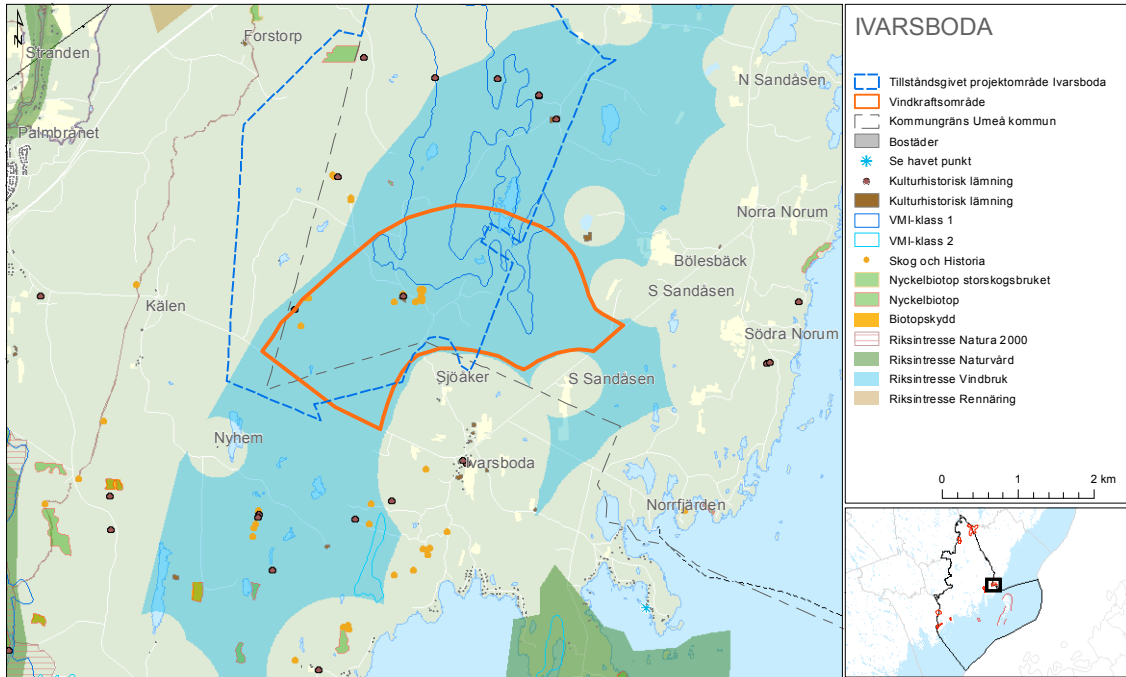 N
Forstorp
Stranden
N Sandåsen
Palmbränet
Norra Norum
Bölesbäck
S Sandåsen
Kälen
Södra Norum
Sjöåker
S Sandåsen
Nyhem
Ivarsboda
Norrfjärden
IVARSBODA
Tillståndsgivet projektområde Ivarsboda
Vindkraftsområde
Kommungräns Umeå kommun
Bostäder
Se havet punkt
Kulturhistorisk lämning
Kulturhistorisk lämning
VMI-klass 1
VMI-klass 2
Skog och Historia
Nyckelbiotop storskogsbruket
Nyckelbiotop
Biotopskydd
Riksintresse Natura 2000
Riksintresse Naturvård
Riksintresse Vindbruk
Riksintresse Rennäring
0 1 2 km